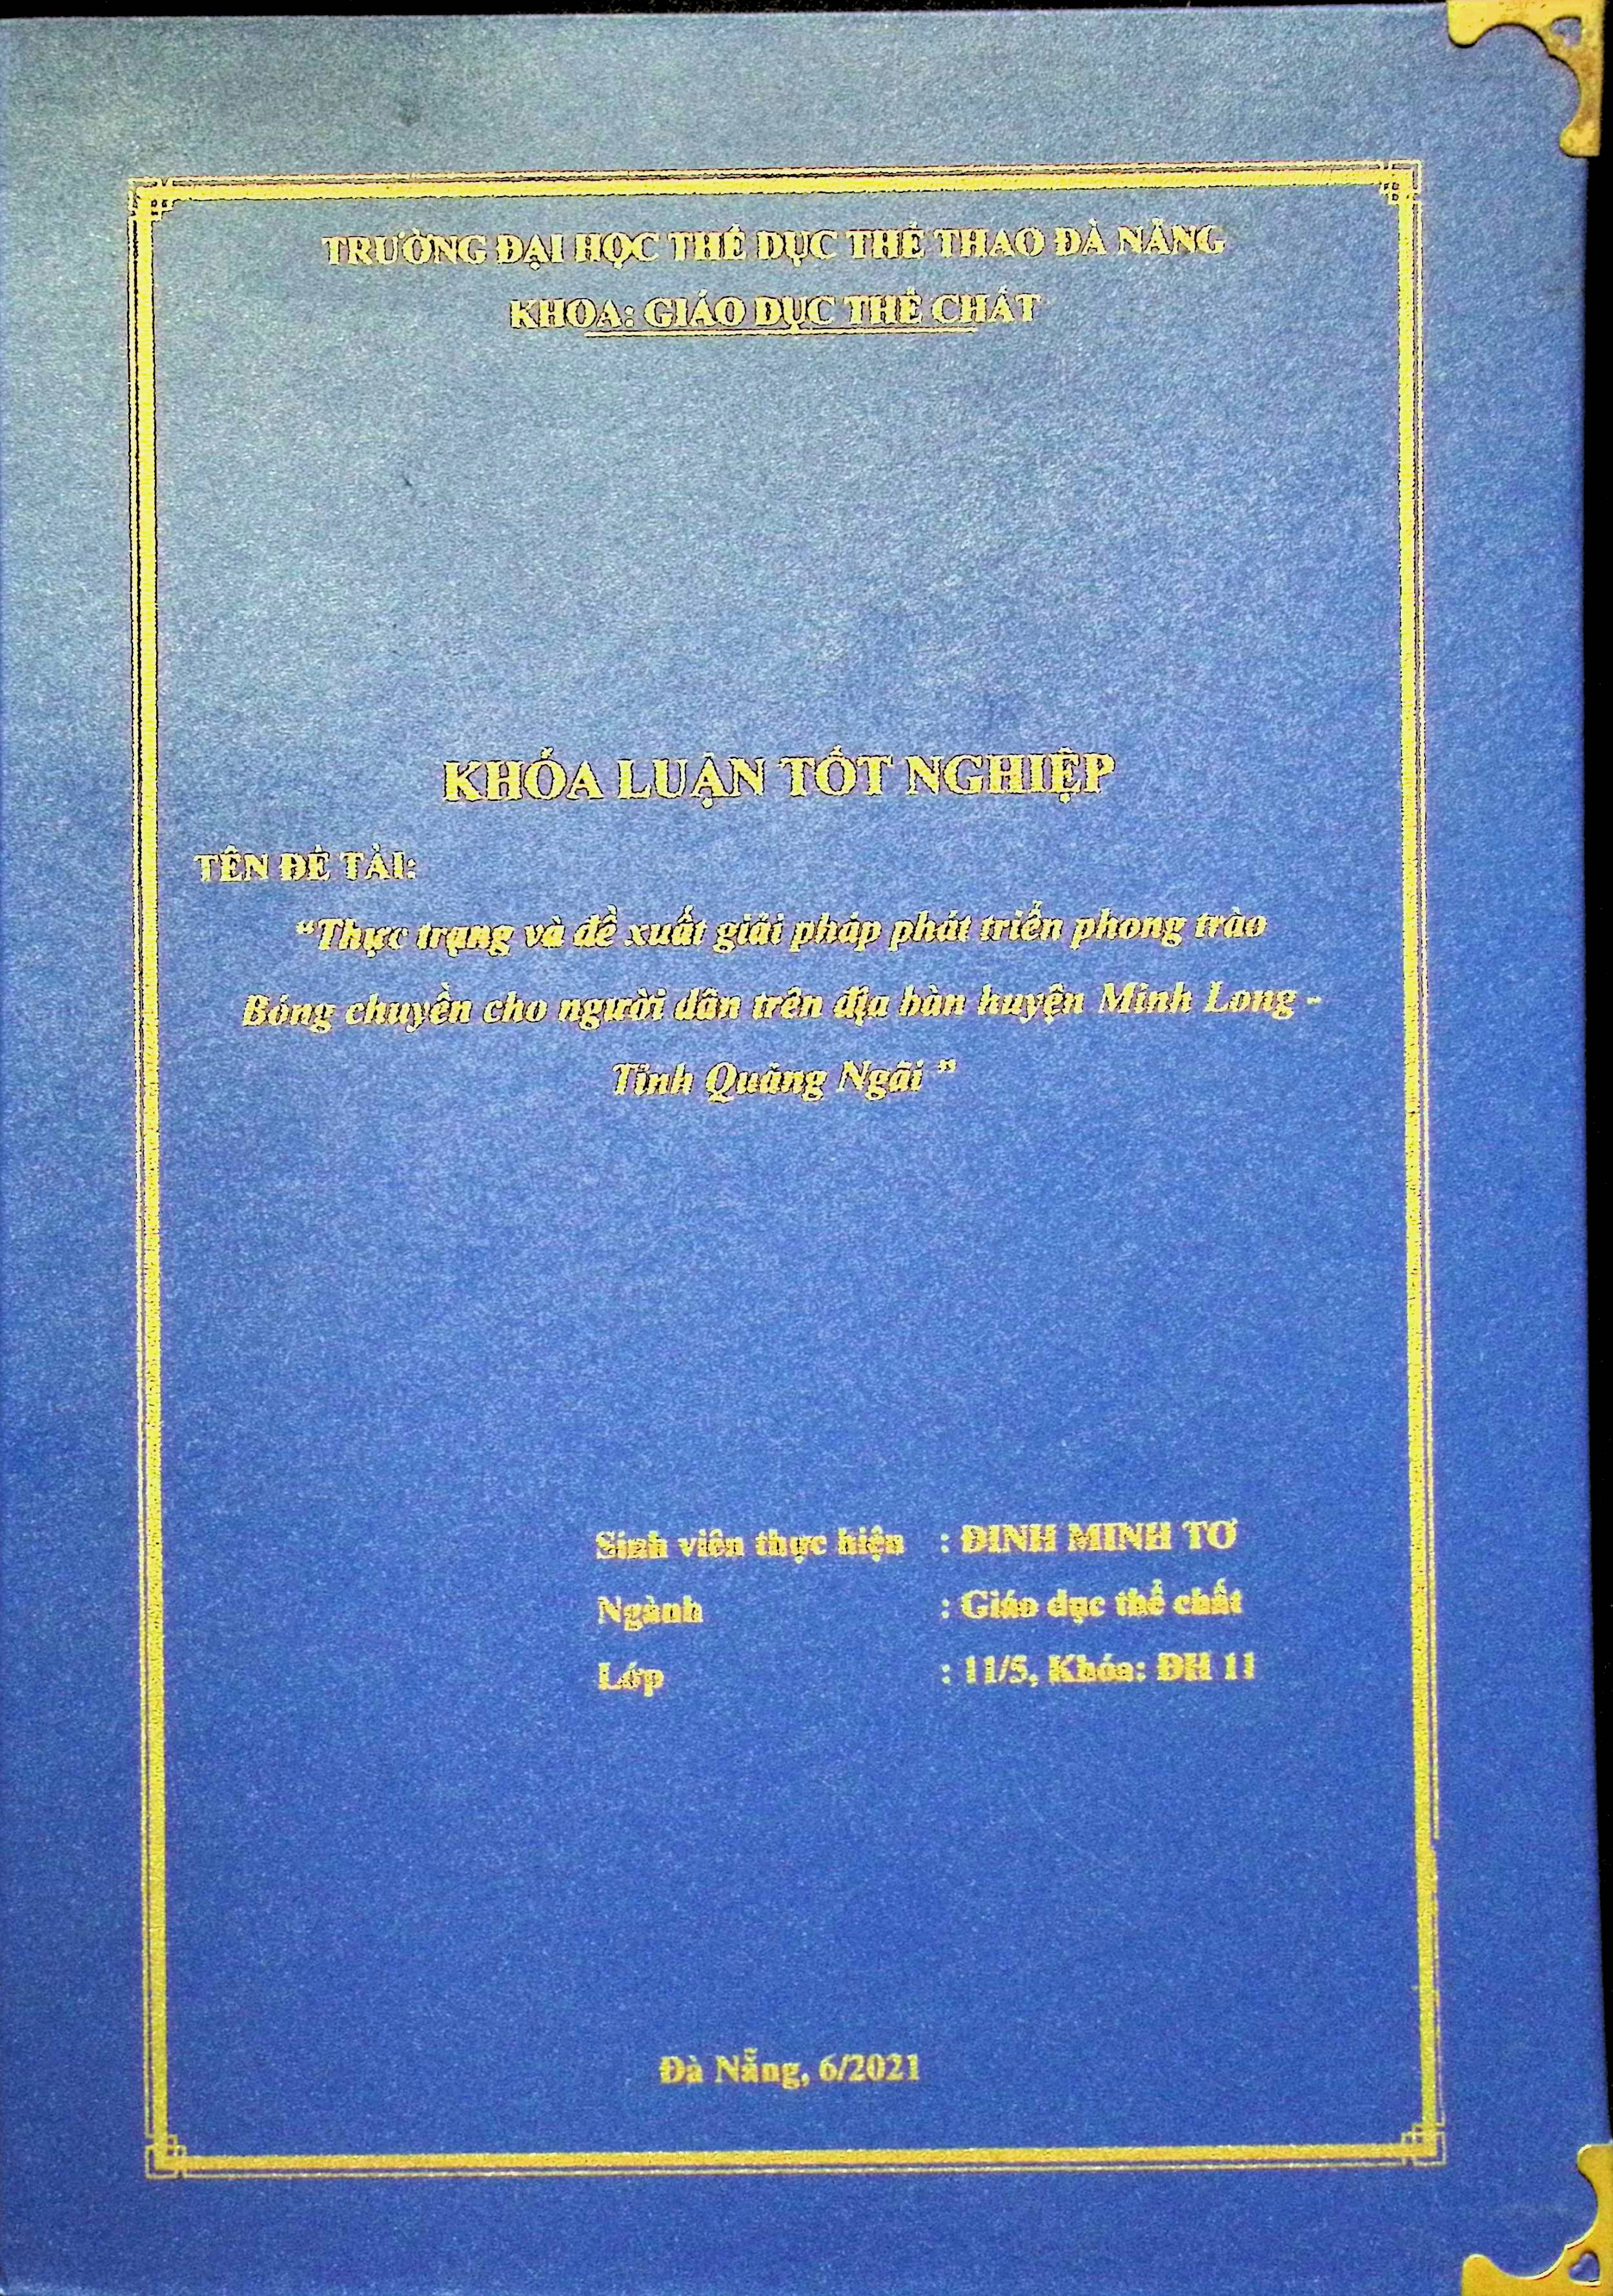 TRƯỜNG ĐẠI HỌC THỂ DỤC THỂ THAO ĐÀ NẴNG
KHOA: GIÁO DỤC THỂ CHẤT
KHÓA LUẬN TỐT NGHIỆP
TÊN ĐỀ TÀI:
“Thực trạng và đề xuất giải pháp phát triển phong trào
Bóng chuyền cho người dân trên địa bàn huyện Minh Long -
Tỉnh Quảng Ngãi ”
Sinh viên thực hiện : ĐINH MINH TƠ
Ngành : Giáo dục thể chất
Lớp : 11/5, Khóa: ĐH 11
Đà Nẵng, 6/2021